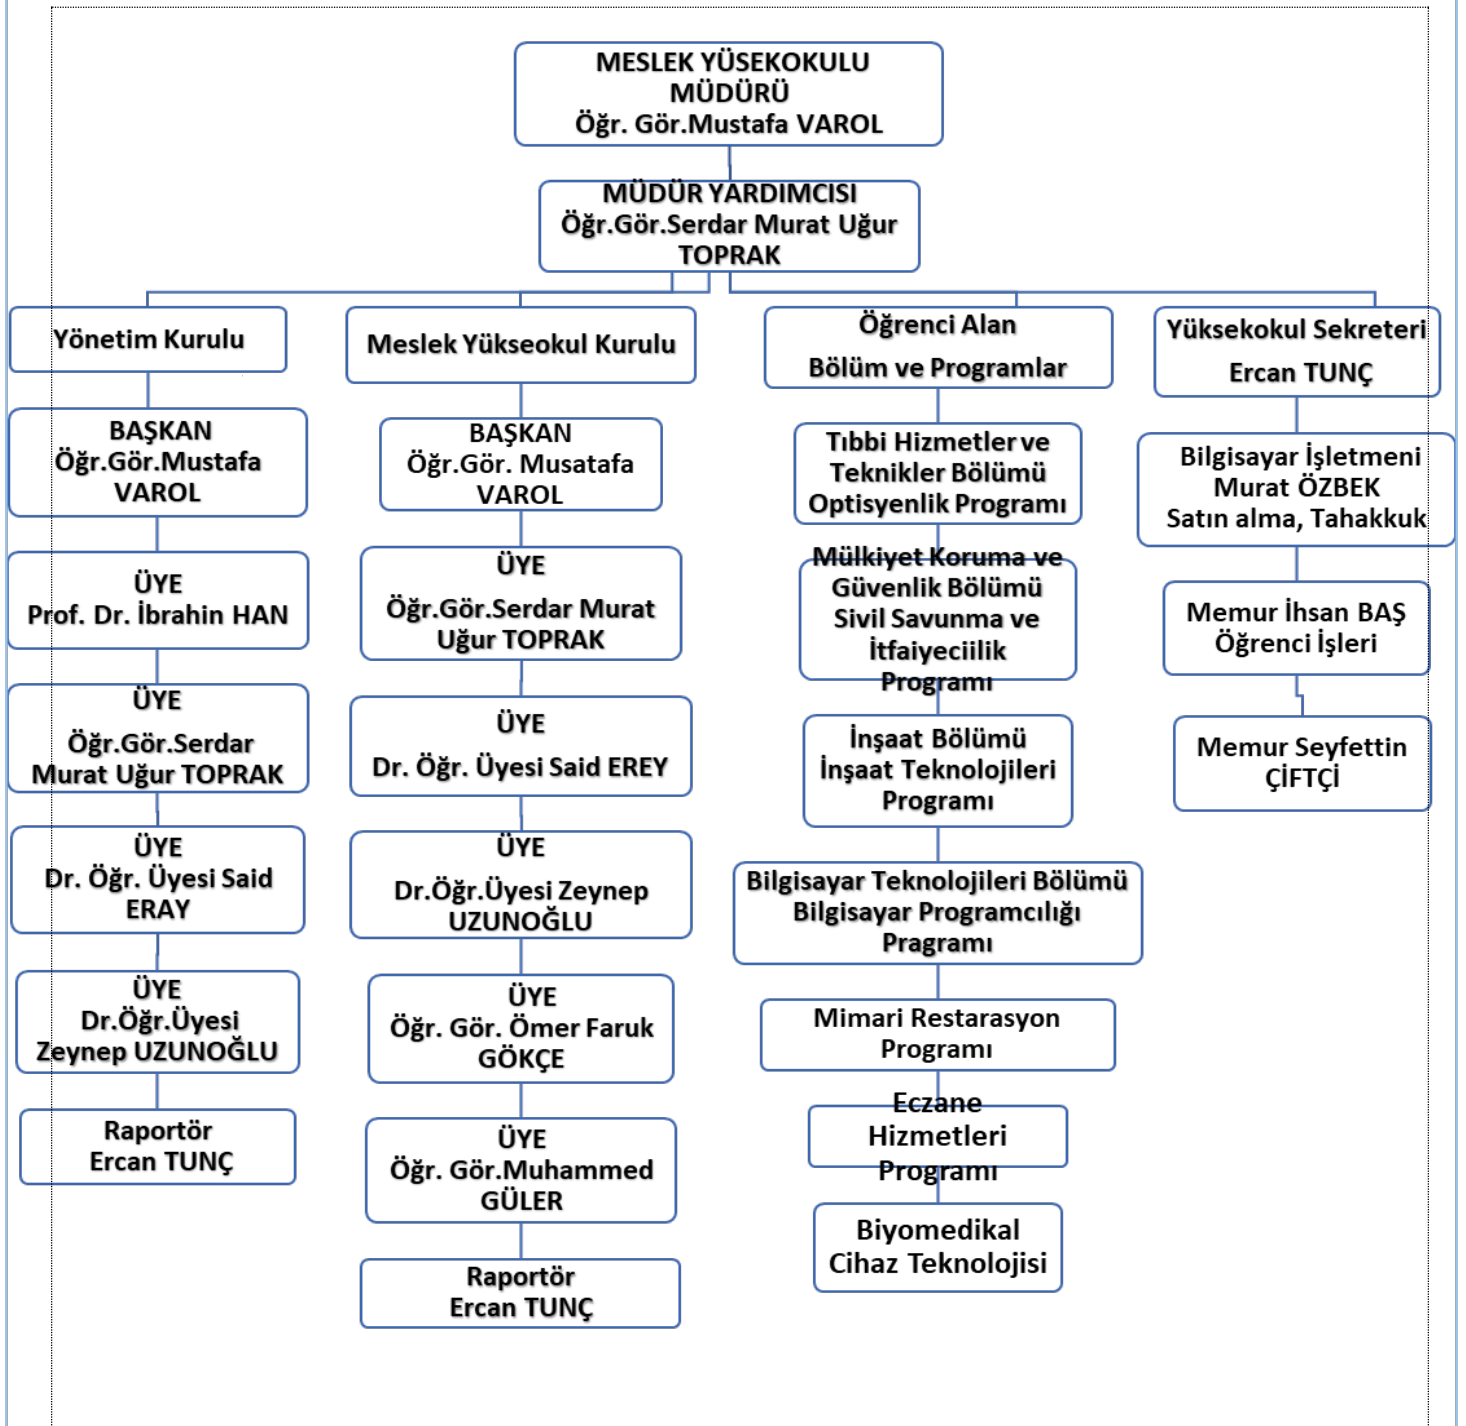 MESLEK YÜSEKOKULU
MÜDÜRÜ
Öğr. Gör.Mustafa VAROL
MÜDÜR YARDIMCISI
Öğr.Gör.Serdar Murat Uğur
TOPRAK
Yönetim Kurulu
BAŞKAN
Öğr.Gör.Mustafa
VAROL
ÜYE
Prof. Dr. İbrahin HAN
ÜYE
Öğr.Gör.Serdar
Murat Uğur TOPRAK
ÜYE
Dr. Öğr. Üyesi Said
ERAY
ÜYE
Dr.Öğr.Üyesi
Zeynep UZUNOĞLU
Raportör
Ercan TUNÇ
Meslek Yükseokul Kurulu
BAŞKAN
Öğr.Gör. Musatafa
VAROL
ÜYE
Öğr.Gör.Serdar Murat
Uğur TOPRAK
ÜYE
Dr. Öğr. Üyesi Said EREY
ÜYE
Dr.Öğr.Üyesi Zeynep
UZUNOĞLU
ÜYE
Öğr. Gör. Ömer Faruk
GÖKÇE
ÜYE
Öğr. Gör.Muhammed
GÜLER
Raportör
Ercan TUNÇ
Öğrenci Alan
Bölüm ve Programlar
Tıbbi Hizmetler ve
Teknikler Bölümü
Optisyenlik Programı
Mülkiyet Koruma ve
Güvenlik Bölümü
Sivil Savunma ve
İtfaiyeciilik
Programı
İnşaat Bölümü
İnşaat Teknolojileri
Programı
Bilgisayar Teknolojileri Bölümü
Bilgisayar Programcılığı
Pragramı
Mimari Restarasyon
Programı
Eczane
Hizmetleri
Programı
Biyomedikal
Cihaz Teknolojisi
Yüksekokul Sekreteri
Ercan TUNÇ
Bilgisayar İşletmeni
Murat ÖZBEK
Satın alma, Tahakkuk
Memur İhsan BAŞ
Öğrenci İşleri
Memur Seyfettin
ÇİFTÇİ